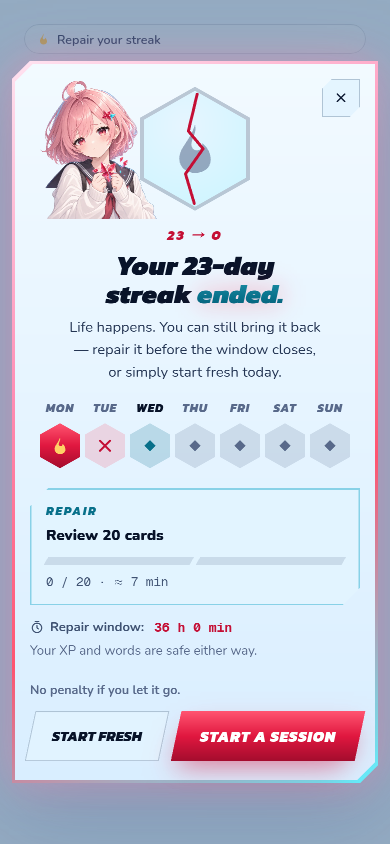 Repair your streak
×
23 → 0
Your 23-day
streak ended.
Life happens. You can still bring it back
— repair it before the window closes,
or simply start fresh today.
MON TUE WED THU FRI SAT SUN
REPAIR
Review 20 cards
0 / 20 · ≈ 7 min
Repair window: 36 h 0 min
Your XP and words are safe either way.
No penalty if you let it go.
START FRESH START A SESSION